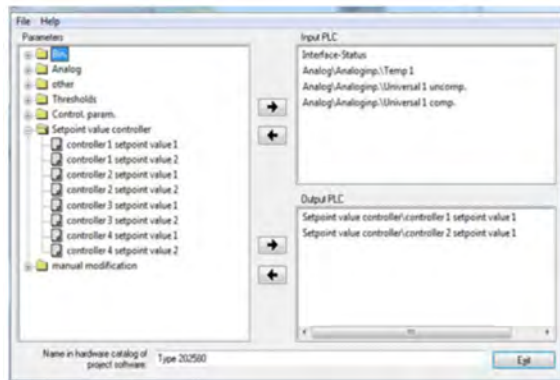 File Help
Parameters
Bin.
Analog
other
Thresholds
Control. param.
Setpoint value controller
controller 1 setpoint value 1
controller 1 setpoint value 2
controller 2 setpoint value 1
controller 2 setpoint value 2
controller 3 setpoint value 1
controller 3 setpoint value 2
controller 4 setpoint value 1
controller 4 setpoint value 2
manual modification
Input PLC
Interface-Status
Analog\Analoginp.\Temp 1
Analog\Analoginp.\Universal 1 uncomp.
Analog\Analoginp.\Universal 1 comp.
Output PLC
Setpoint value controller\controller 1 setpoint value 1
Setpoint value controller\controller 2 setpoint value 1
Name in hardware catalog of
project software:
Type 202580
Exit